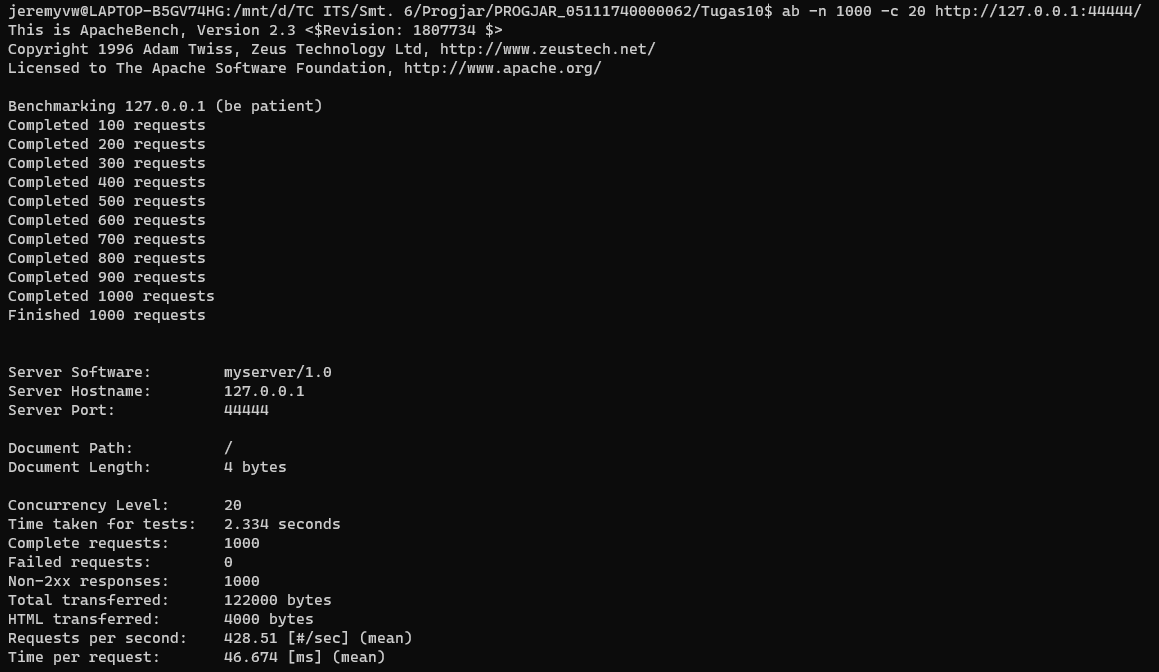 jeremyvw@LAPTOP-B5GV74HG:/mnt/d/TC ITS/Smt. 6/Progjar/PROGJAR_05111740000062/Tugas10$ ab -n 1000 -c 20 http://127.0.0.1:44444/
This is ApacheBench, Version 2.3 <$Revision: 1807734 $>
Copyright 1996 Adam Twiss, Zeus Technology Ltd, http://www.zeustech.net/
Licensed to The Apache Software Foundation, http://www.apache.org/

Benchmarking 127.0.0.1 (be patient)
Completed 100 requests
Completed 200 requests
Completed 300 requests
Completed 400 requests
Completed 500 requests
Completed 600 requests
Completed 700 requests
Completed 800 requests
Completed 900 requests
Completed 1000 requests
Finished 1000 requests

Server Software:        myserver/1.0
Server Hostname:        127.0.0.1
Server Port:            44444

Document Path:          /
Document Length:        4 bytes

Concurrency Level:      20
Time taken for tests:   2.334 seconds
Complete requests:      1000
Failed requests:        0
Non-2xx responses:      1000
Total transferred:      122000 bytes
HTML transferred:       4000 bytes
Requests per second:    428.51 [#/sec] (mean)
Time per request:       46.674 [ms] (mean)